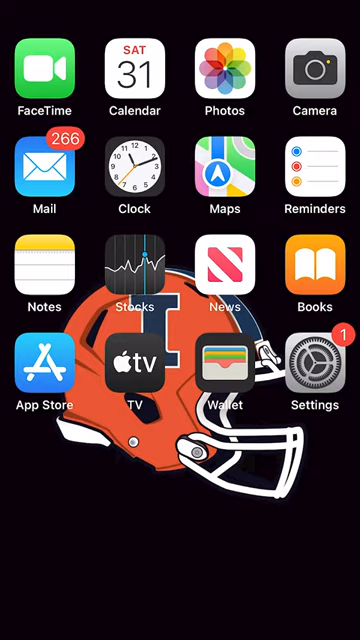 SAT
31
FaceTime
Calendar
Photos
Camera
266
12
Mail
Clock
Maps
Reminders
Notes
Stocks
News
Books
I
1
tv
App Store
TV
Wallet
Settings